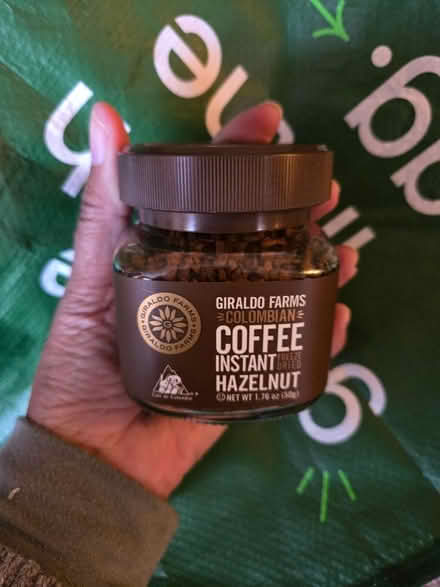 GIRALDO FARMS
GIRALDO FARMS
GIRALDO FARMS
COLOMBIAN
COFFEE
INSTANT FREEZE DRIED
HAZELNUT
NET WT 1.76 oz (50g)
Café de Colombia